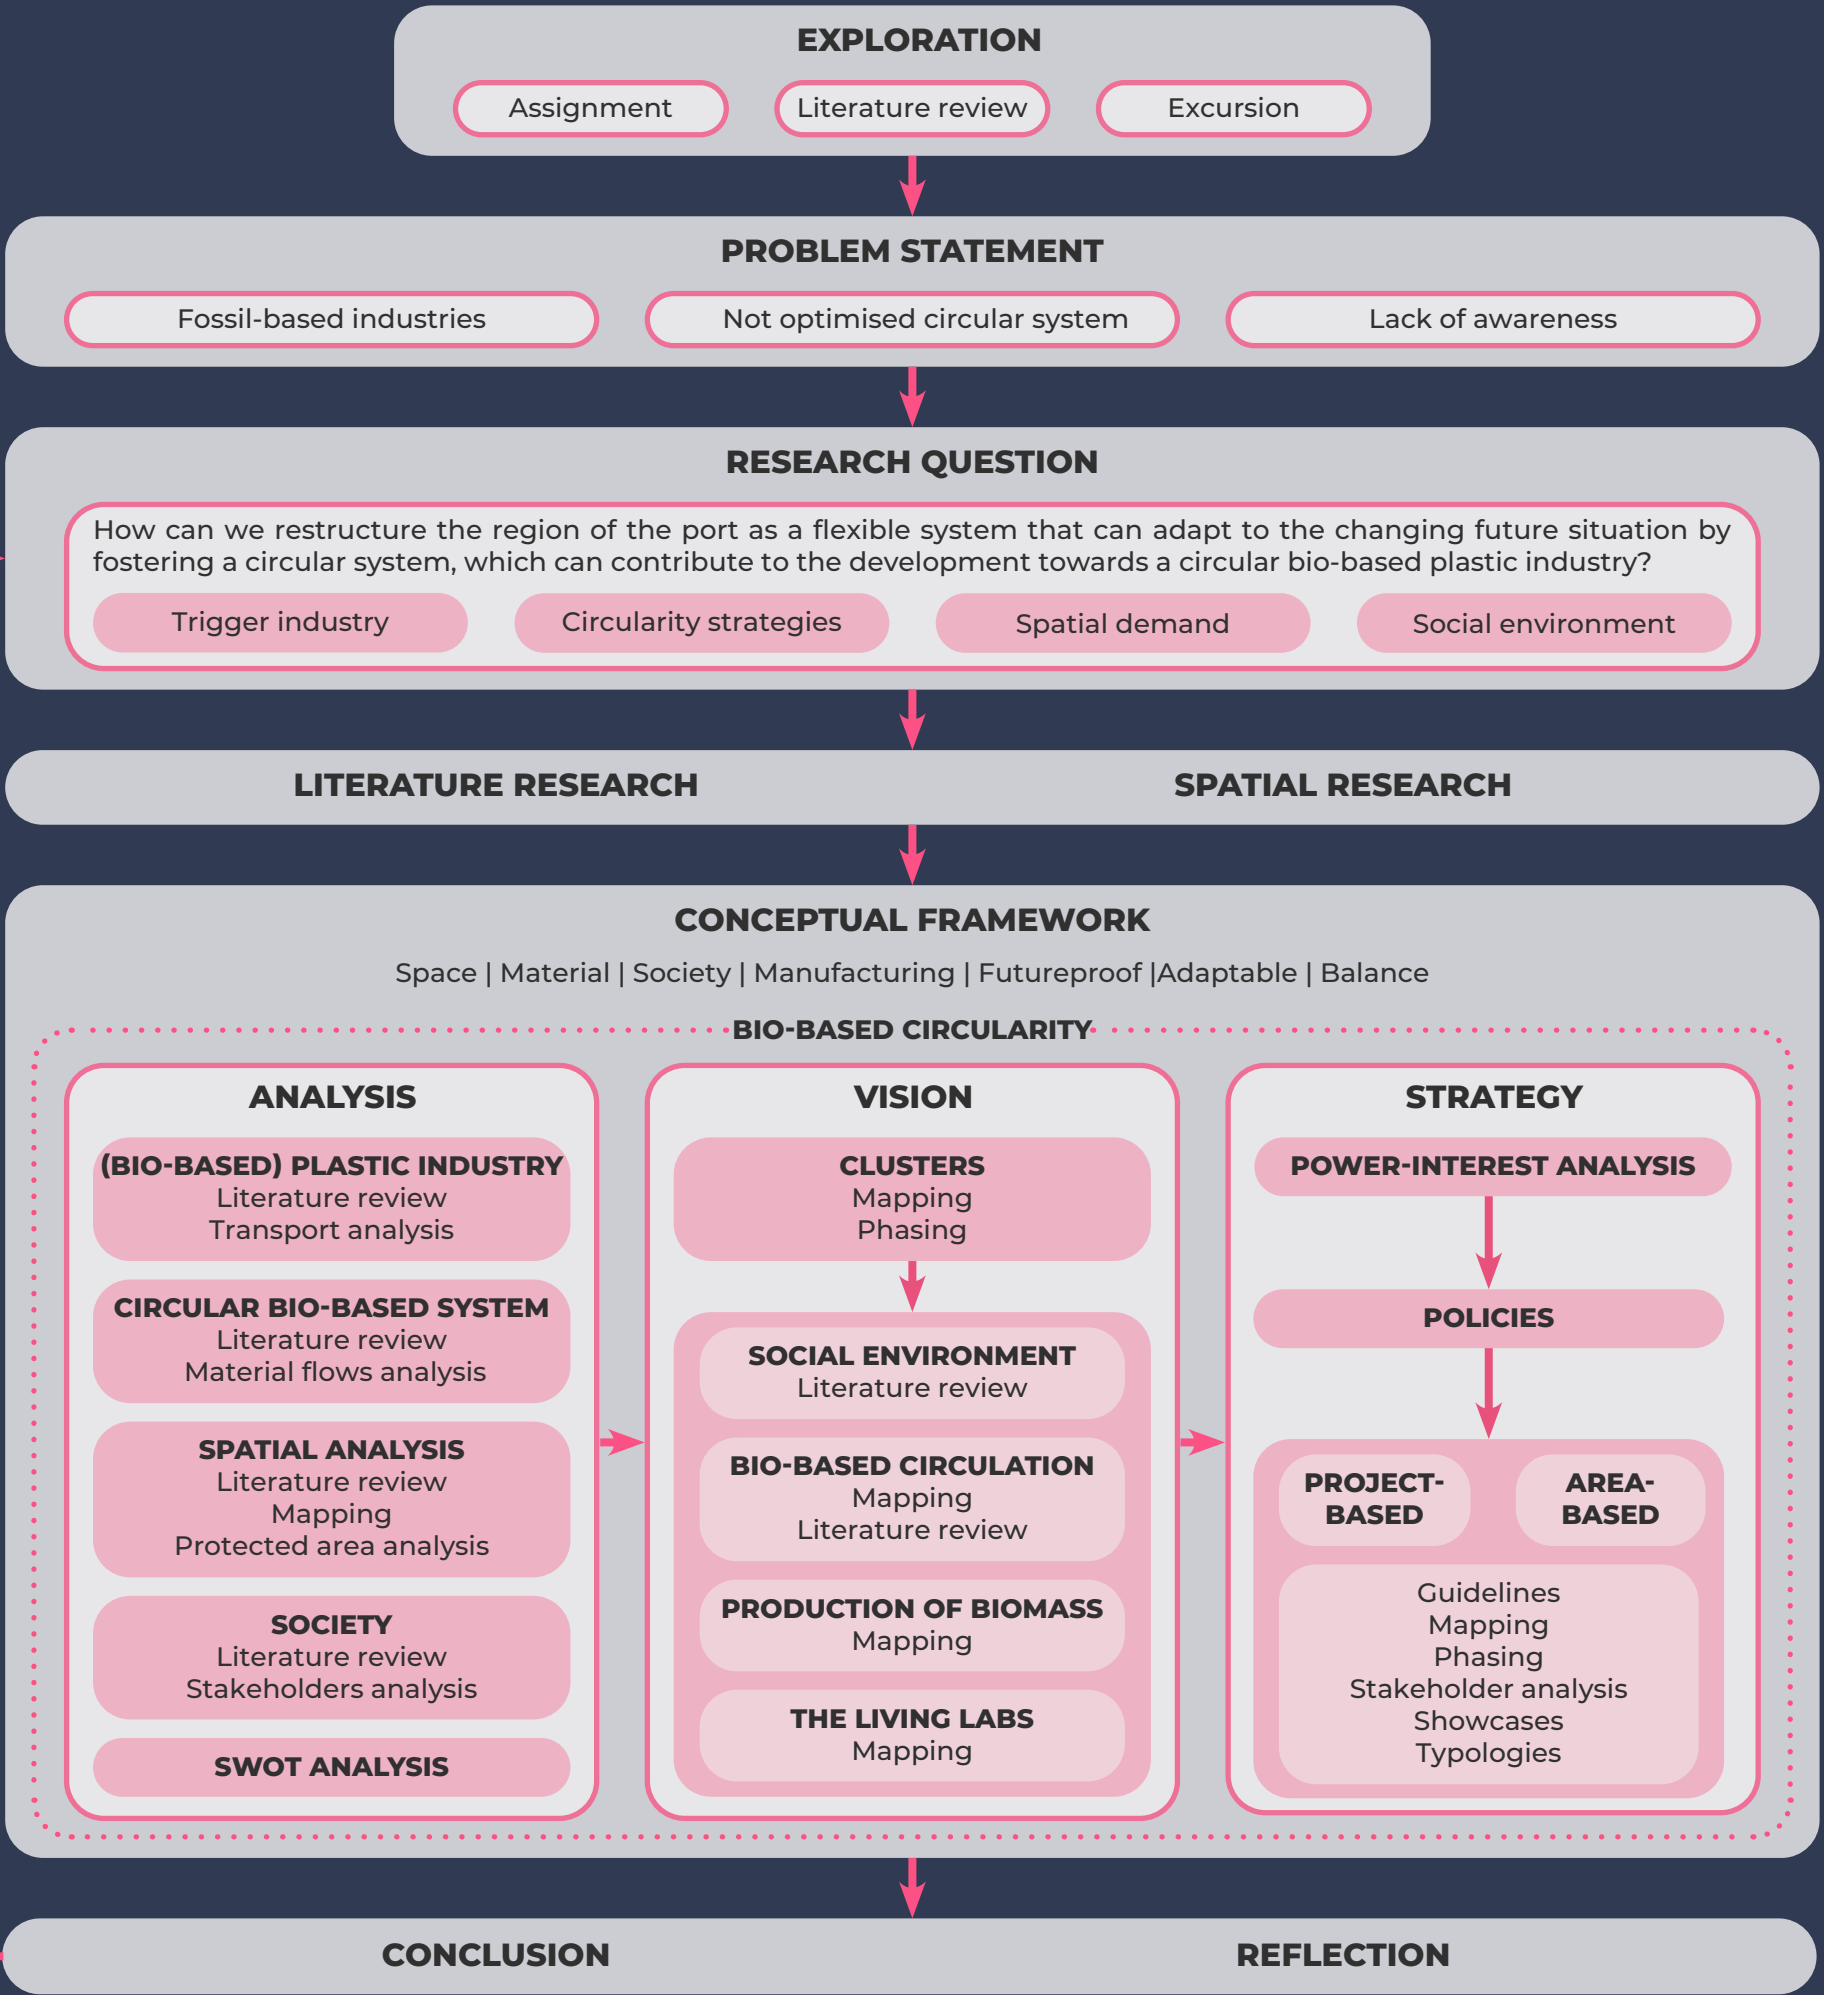 EXPLORATION
Assignment
Literature review
Excursion
PROBLEM STATEMENT
Fossil-based industries
Not optimised circular system
Lack of awareness
RESEARCH QUESTION
How can we restructure the region of the port as a flexible system that can adapt to the changing future situation by
fostering a circular system, which can contribute to the development towards a circular bio-based plastic industry?
Trigger industry
Circularity strategies
Spatial demand
Social environment
LITERATURE RESEARCH
SPATIAL RESEARCH
CONCEPTUAL FRAMEWORK
Space | Material | Society | Manufacturing | Futureproof |Adaptable | Balance
BIO-BASED CIRCULARITY
ANALYSIS
(BIO-BASED) PLASTIC INDUSTRY
Literature review
Transport analysis
CIRCULAR BIO-BASED SYSTEM
Literature review
Material flows analysis
SPATIAL ANALYSIS
Literature review
Mapping
Protected area analysis
SOCIETY
Literature review
Stakeholders analysis
SWOT ANALYSIS
VISION
CLUSTERS
Mapping
Phasing
SOCIAL ENVIRONMENT
Literature review
BIO-BASED CIRCULATION
Mapping
Literature review
PRODUCTION OF BIOMASS
Mapping
THE LIVING LABS
Mapping
STRATEGY
POWER-INTEREST ANALYSIS
POLICIES
PROJECT-
BASED
AREA-
BASED
Guidelines
Mapping
Phasing
Stakeholder analysis
Showcases
Typologies
CONCLUSION
REFLECTION